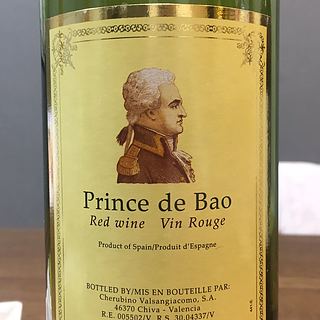 Prince de Bao
Red wine Vin Rouge
Product of Spain/Produit d'Espagne
BOTTLED BY/MIS EN BOUTEILLE PAR:
Cherubino Valsangiacomo, S.A.
46370 Chiva - Valencia
R.E. 005502/V R.S. 30.04337/V